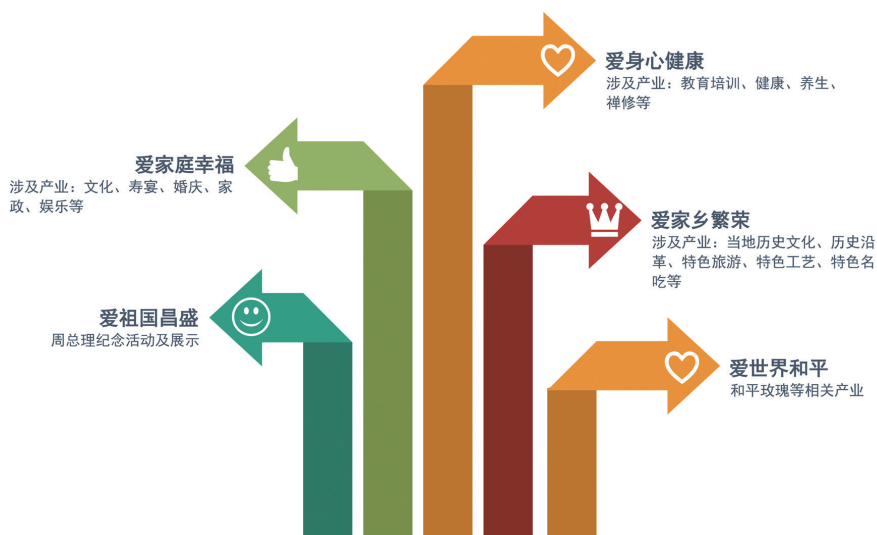 爱身心健康
涉及产业：教育培训、健康、养生、
禅修等
爱家庭幸福
涉及产业：文化、寿宴、婚庆、家
政、娱乐等
爱家乡繁荣
涉及产业：当地历史文化、历史沿
革、特色旅游、特色工艺、特色名
吃等
爱祖国昌盛
周总理纪念活动及展示
爱世界和平
和平玫瑰等相关产业